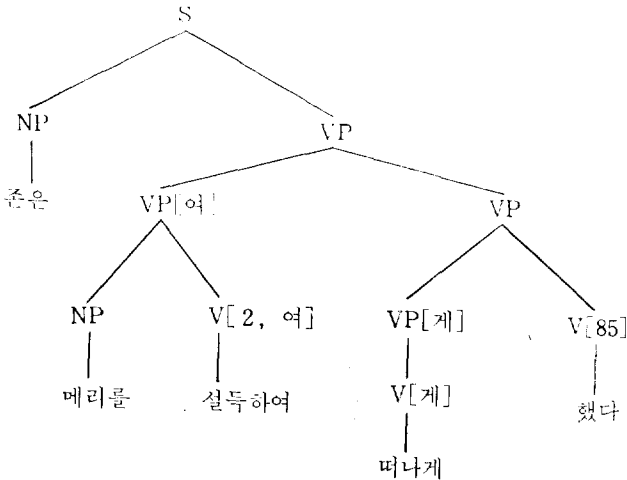 S
NP VP
존은 VP[여] VP
NP V[2, 여] VP[게] V[85]
메리를 설득하여 V[게] 했다
떠나게